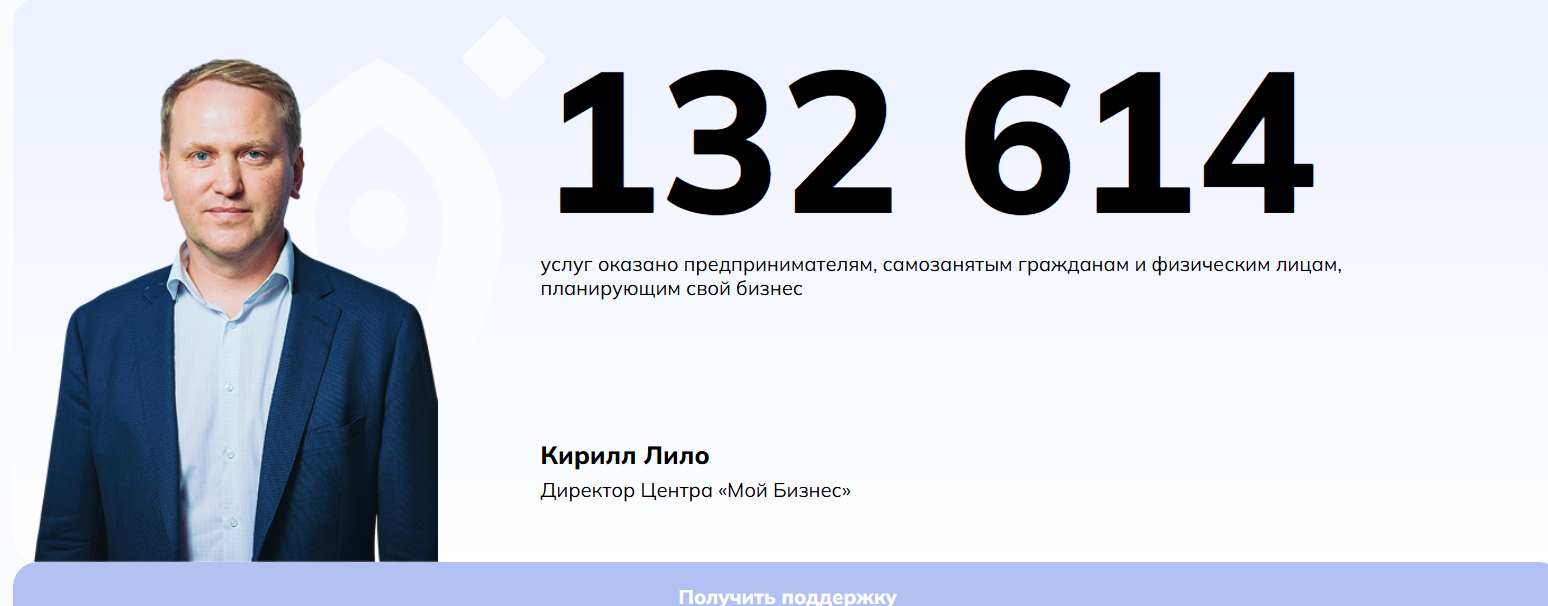 132 614
услуг оказано предпринимателям, самозанятым гражданам и физическим лицам,
планирующим свой бизнес
Кирилл Лило
Директор Центра «Мой Бизнес»
Получить поддержку